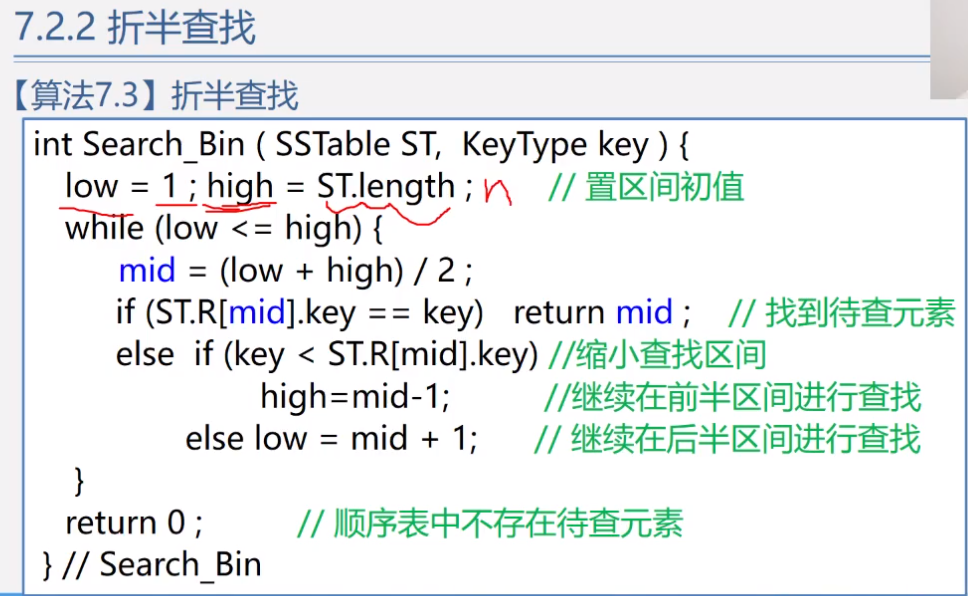 7.2.2 折半查找
【算法7.3】折半查找
int Search_Bin ( SSTable ST, KeyType key ) {
low = 1 ; high = ST.length ; n // 置区间初值
while (low <= high) {
mid = (low + high) / 2 ;
if (ST.R[mid].key == key) return mid ; // 找到待查元素
else if (key < ST.R[mid].key) //缩小查找区间
high=mid-1; //继续在前半区间进行查找
else low = mid + 1; // 继续在后半区间进行查找
}
return 0 ; // 顺序表中不存在待查元素
} // Search_Bin